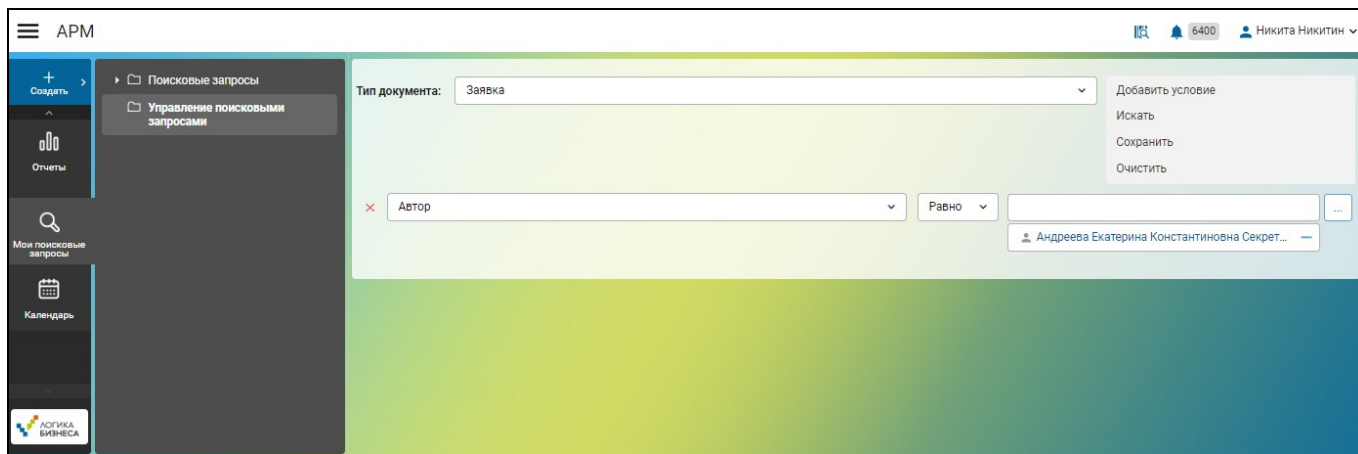 АРМ
6400
Никита Никитин
Создать
Отчеты
Мои поисковые
запросы
Календарь
ЛОГИКА
БИЗНЕСА
Поисковые запросы
Управление поисковыми
запросами
Тип документа:
Заявка
Добавить условие
Искать
Сохранить
Очистить
Автор
Равно
...
Андреева Екатерина Константиновна Секрет...